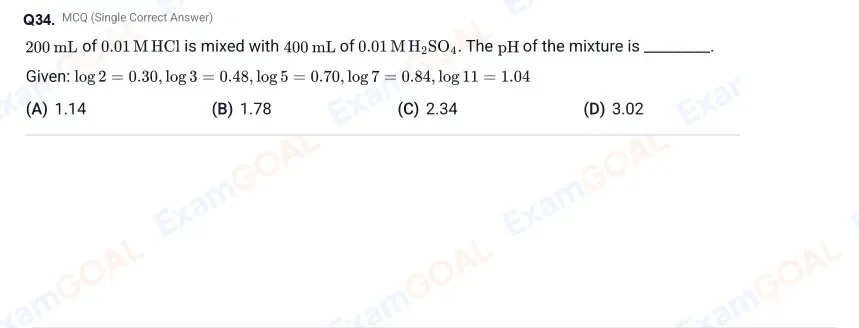 Q34. MCQ (Single Correct Answer)
200 mL of 0.01 M HCl is mixed with 400 mL of 0.01 M H₂SO₄. The pH of the mixture is ________.
Given: log 2 = 0.30, log 3 = 0.48, log 5 = 0.70, log 7 = 0.84, log 11 = 1.04
(A) 1.14 (B) 1.78 (C) 2.34 (D) 3.02
ExamGOAL ExamGOAL
ExamGOAL ExamGOAL ExamGOAL